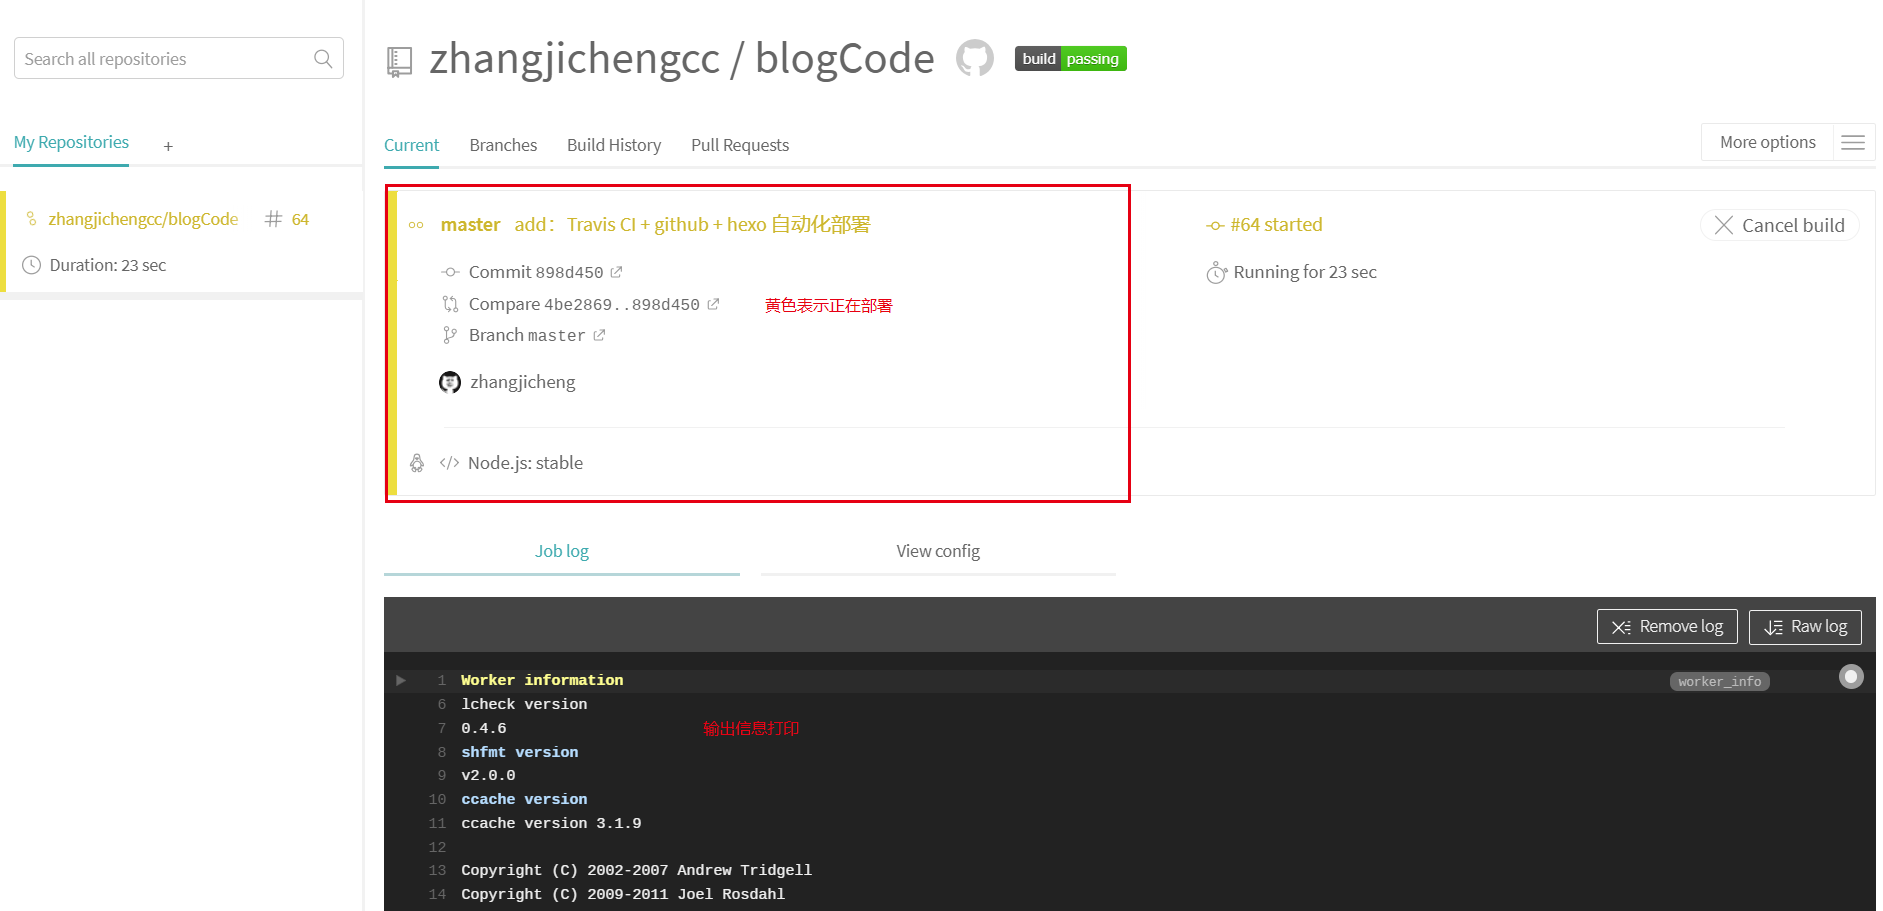 Search all repositories
My Repositories +
zhangjichengcc/blogCode # 64
Duration: 23 sec
zhangjichengcc / blogCode build passing
Current Branches Build History Pull Requests
More options
master add：Travis CI + github + hexo 自动化部署
Commit 898d450
Compare 4be2869..898d450 黄色表示正在部署
Branch master
zhangjicheng
</> Node.js: stable
#64 started
Running for 23 sec
Cancel build
Job log View config
Remove log Raw log
1 Worker information worker_info
6 lcheck version
7 0.4.6 输出信息打印
8 shfmt version
9 v2.0.0
10 ccache version
11 ccache version 3.1.9
12
13 Copyright (C) 2002-2007 Andrew Tridgell
14 Copyright (C) 2009-2011 Joel Rosdahl